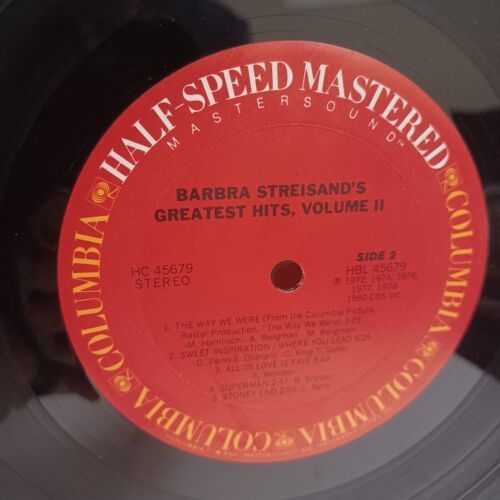 HALF-SPEED MASTERED
MASTERSOUND™
BARBRA STREISAND'S
GREATEST HITS, VOLUME II
HC 45679
STEREO
SIDE 2
HBL 45679
℗ 1972, 1974, 1976,
1977, 1978
1980 CBS Inc.
1. THE WAY WE WERE (From the Columbia Picture,
Rastar Production, "The Way We Were) 3:29
-M. Hamlisch - A. Bergman - M. Bergman
2. SWEET INSPIRATION / WHERE YOU LEAD 6:25
D. Penn-S. Oldham / C. King-T. Stern
3. ALL IN LOVE IS FAIR 3:49
S. Wonder
4. SUPERMAN 2:47 - R. Snyder
5. STONEY END 2:59 - L. Nyro
COLUMBIA
COLUMBIA
COLUMBIA
COLUMBIA
COLUMBIA